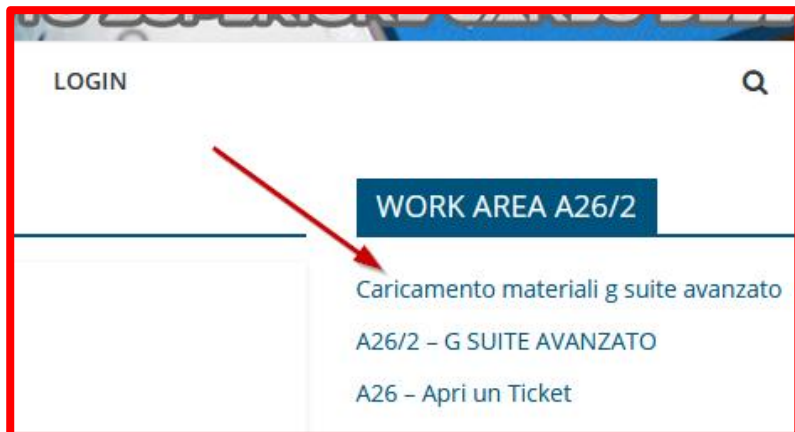 LOGIN
WORK AREA A26/2
Caricamento materiali g suite avanzato
A26/2 – G SUITE AVANZATO
A26 – Apri un Ticket